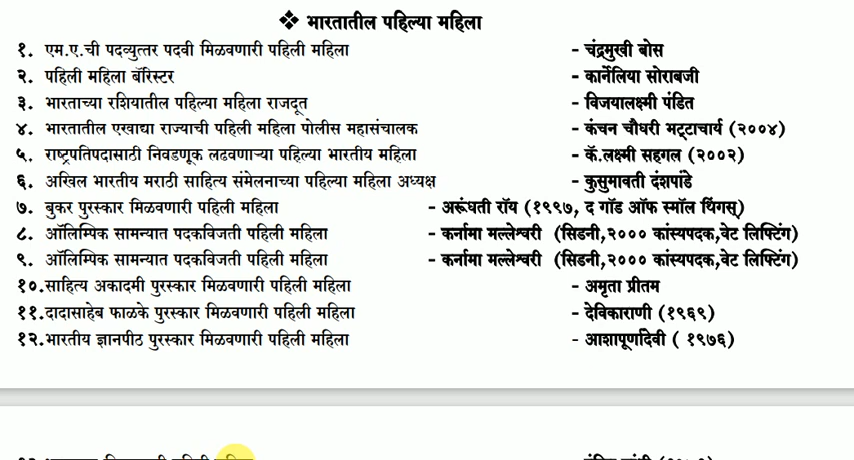 ❖ भारतातील पहिल्या महिला
१. एम.ए.ची पदव्युत्तर पदवी मिळवणारी पहिली महिला - चंद्रमुखी बोस
२. पहिली महिला बॅरिस्टर - कार्नेलिया सोराबजी
३. भारताच्या रशियातील पहिल्या महिला राजदूत - विजयालक्ष्मी पंडित
४. भारतातील एखाद्या राज्याची पहिली महिला पोलीस महासंचालक - कंचन चौधरी भट्टाचार्य (२००४)
५. राष्ट्रपतिपदासाठी निवडणूक लढवणाऱ्या पहिल्या भारतीय महिला - कॅ.लक्ष्मी सहगल (२००२)
६. अखिल भारतीय मराठी साहित्य संमेलनाच्या पहिल्या महिला अध्यक्ष - कुसुमावती दंशपांडे
७. बुकर पुरस्कार मिळवणारी पहिली महिला - अरूंधती रॉय (१९९७, द गॉड ऑफ स्मॉल थिंगस्)
८. ऑलिम्पिक सामन्यात पदकविजती पहिली महिला - कर्नामा मल्लेश्वरी (सिडनी,२००० कांस्यपदक,वेट लिफ्टिंग)
९. ऑलिम्पिक सामन्यात पदकविजती पहिली महिला - कर्नामा मल्लेश्वरी (सिडनी,२००० कांस्यपदक,वेट लिफ्टिंग)
१०.साहित्य अकादमी पुरस्कार मिळवणारी पहिली महिला - अमृता प्रीतम
११.दादासाहेब फाळके पुरस्कार मिळवणारी पहिली महिला - देविकाराणी (१९६९)
१२.भारतीय ज्ञानपीठ पुरस्कार मिळवणारी पहिली महिला - आशापूर्णादेवी ( १९७६)